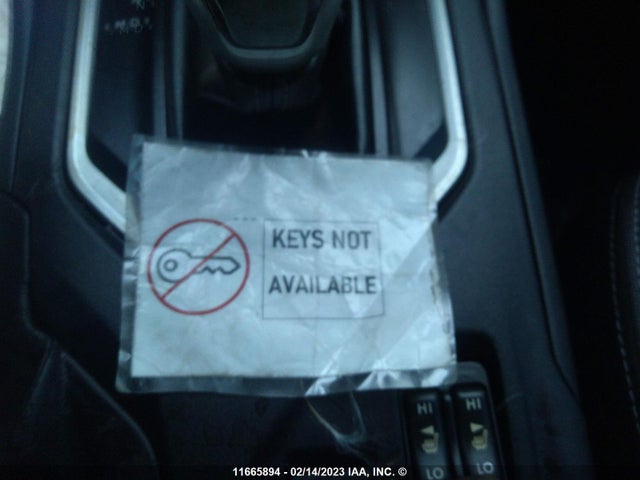 KEYS NOT
AVAILABLE
HI HI
LO LO
11665894 - 02/14/2023 IAA, INC. ©